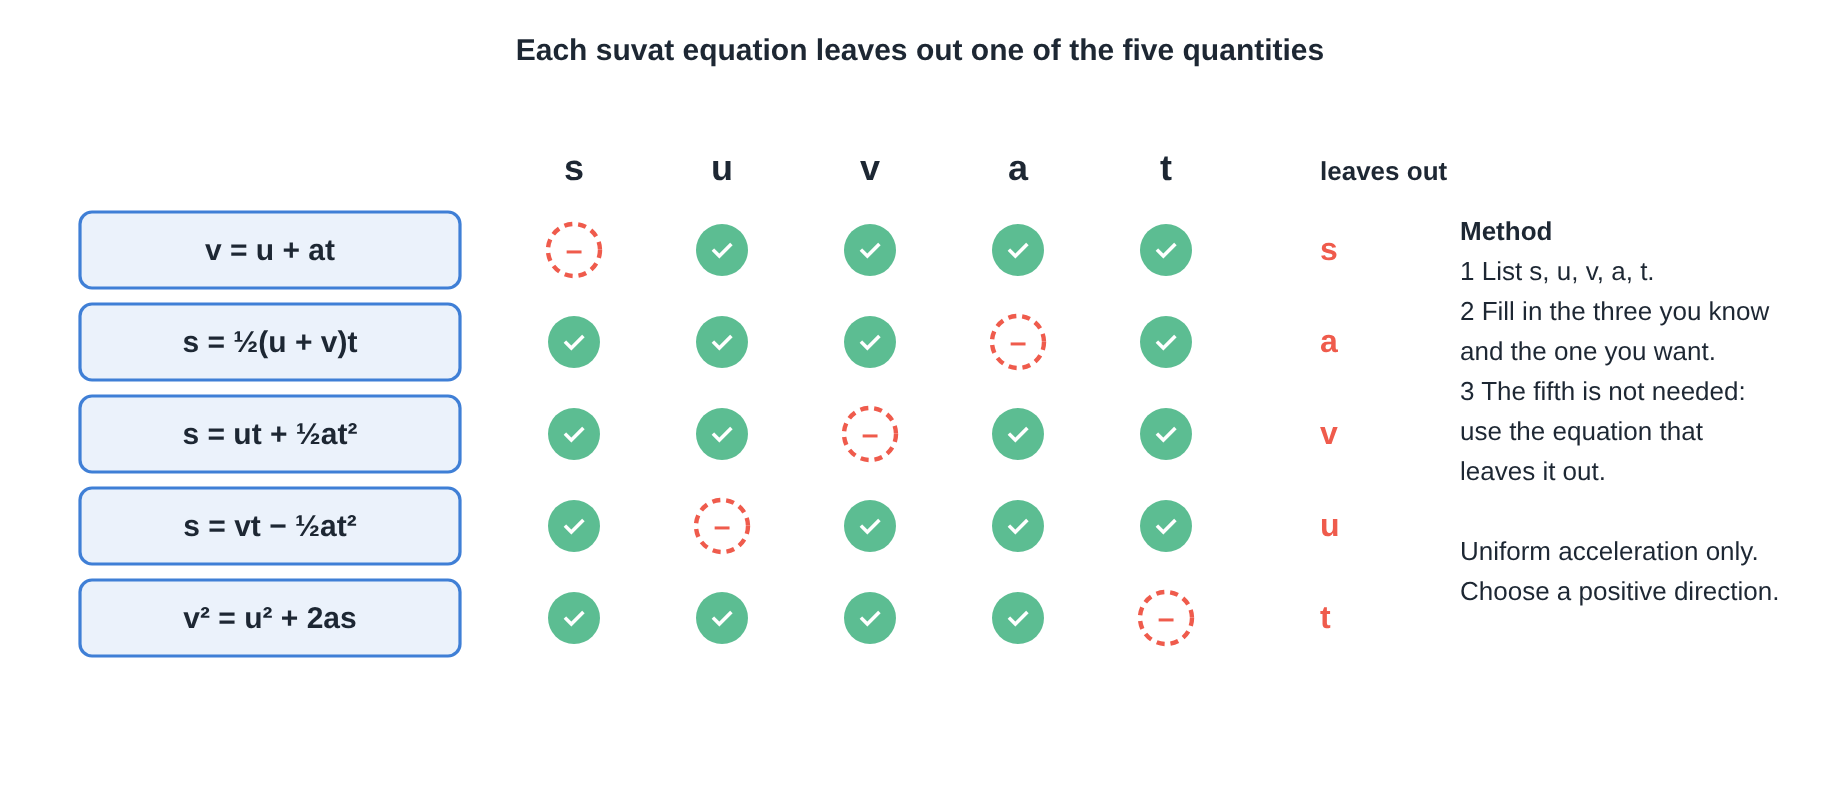 Each suvat equation leaves out one of the five quantities
s u v a t leaves out
v = u + at – s
s = ½(u + v)t – a
s = ut + ½at² – v
s = vt − ½at² – u
v² = u² + 2as – t
Method
1 List s, u, v, a, t.
2 Fill in the three you know
and the one you want.
3 The fifth is not needed:
use the equation that
leaves it out.
Uniform acceleration only.
Choose a positive direction.